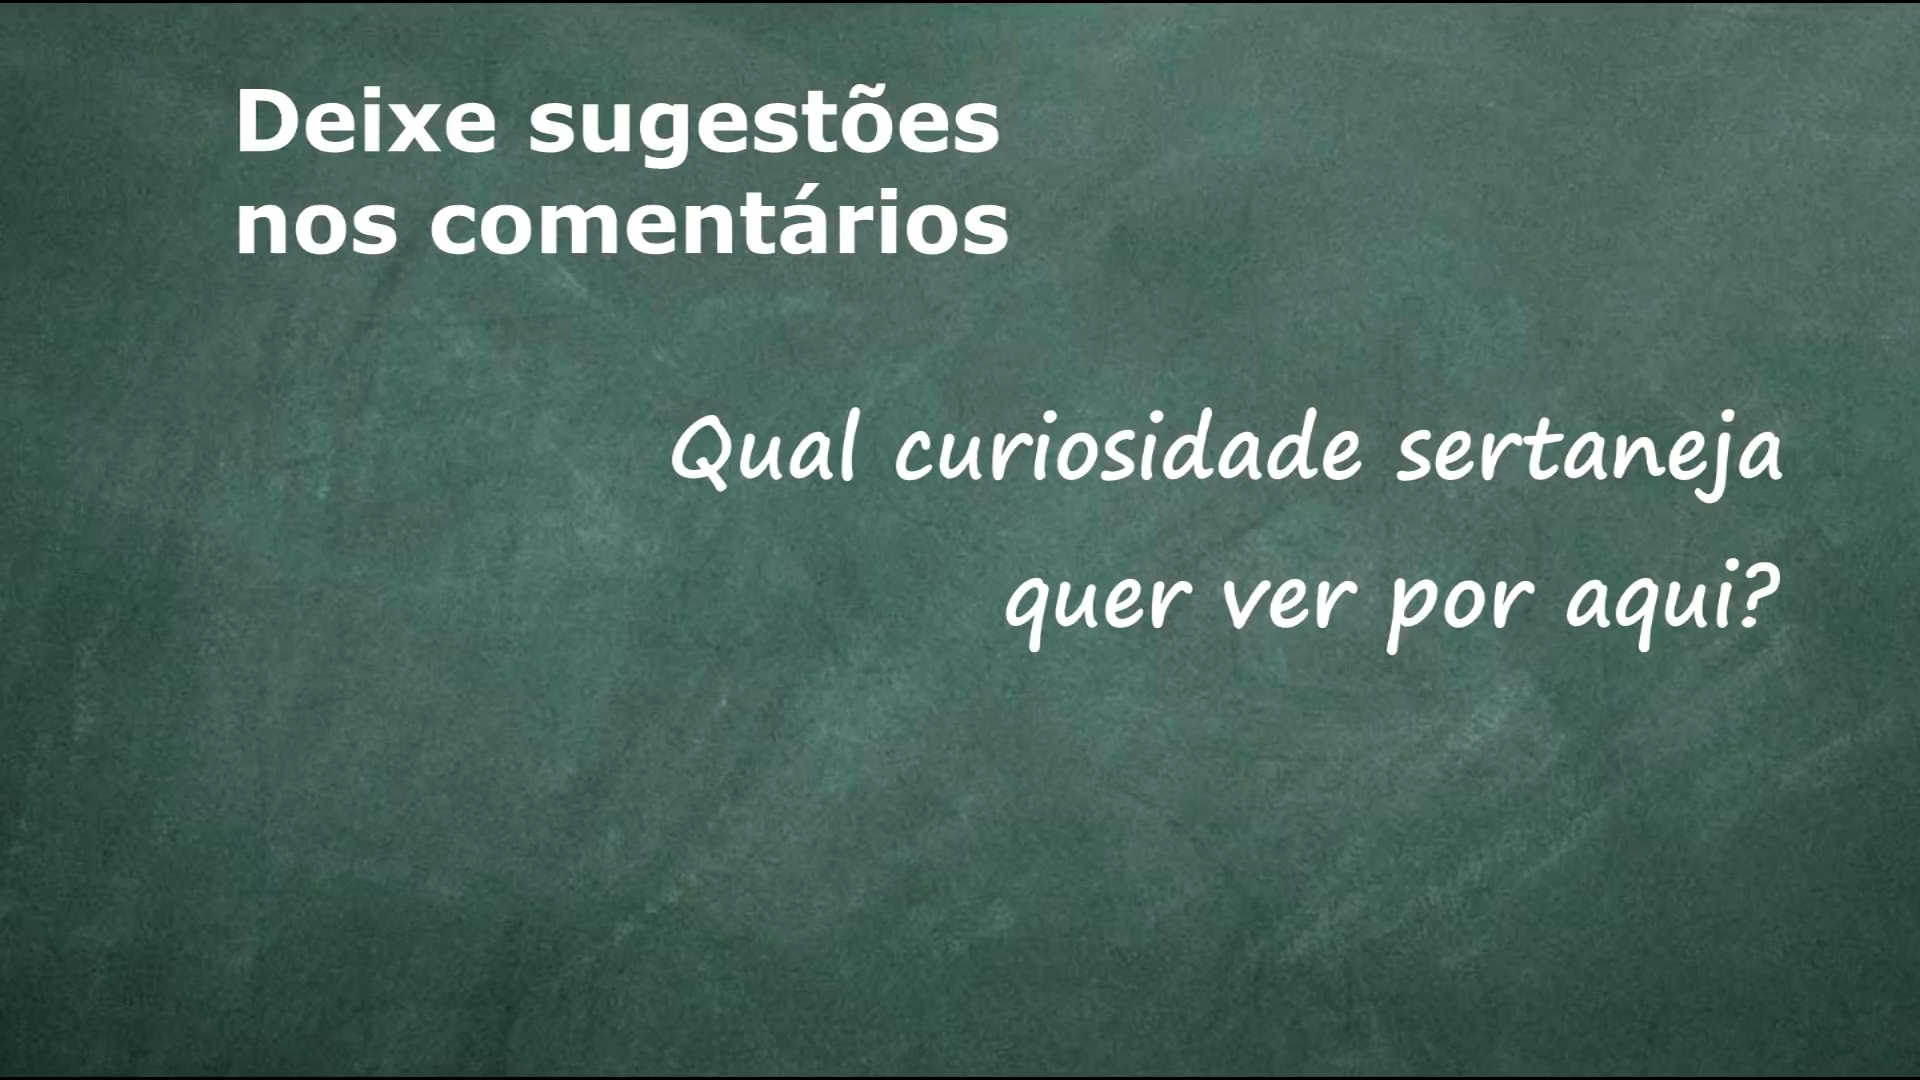 Deixe sugestões
nos comentários
Qual curiosidade sertaneja
quer ver por aqui?